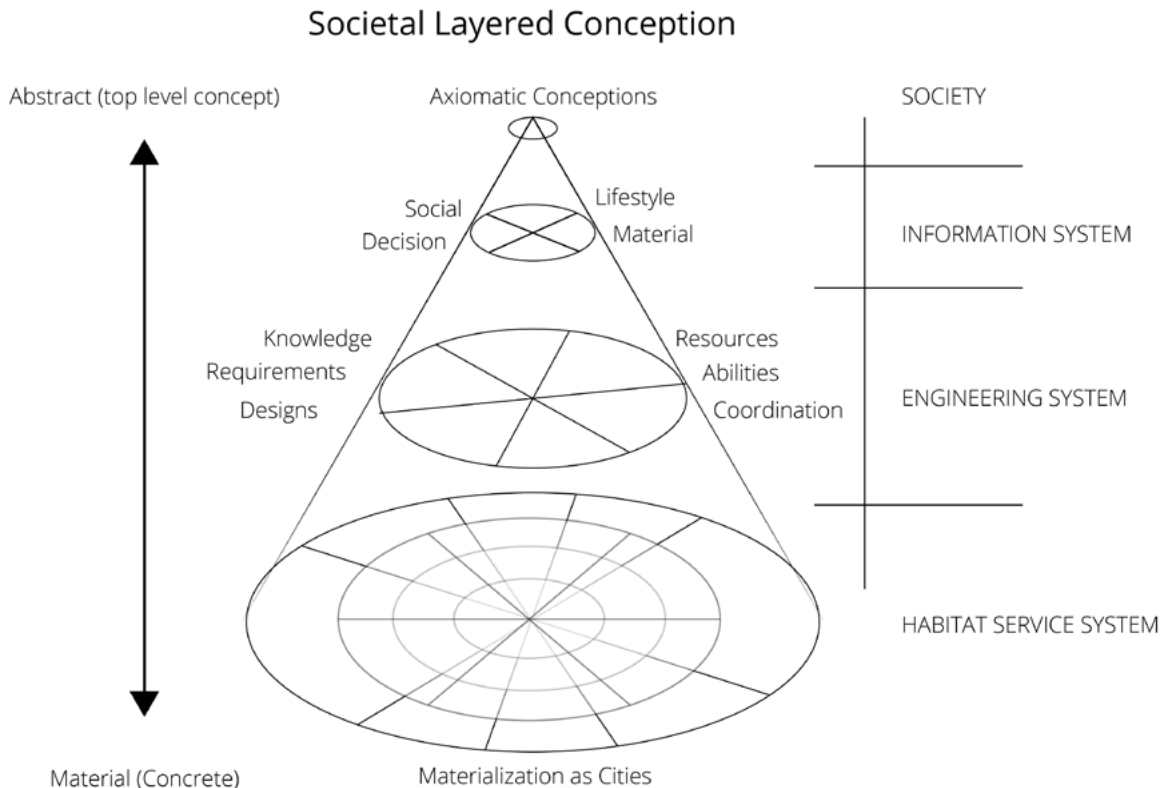 Societal Layered Conception
Abstract (top level concept)
Axiomatic Conceptions
SOCIETY
Social
Lifestyle
Decision
Material
INFORMATION SYSTEM
Knowledge
Resources
Requirements
Abilities
Designs
Coordination
ENGINEERING SYSTEM
HABITAT SERVICE SYSTEM
Material (Concrete)
Materialization as Cities